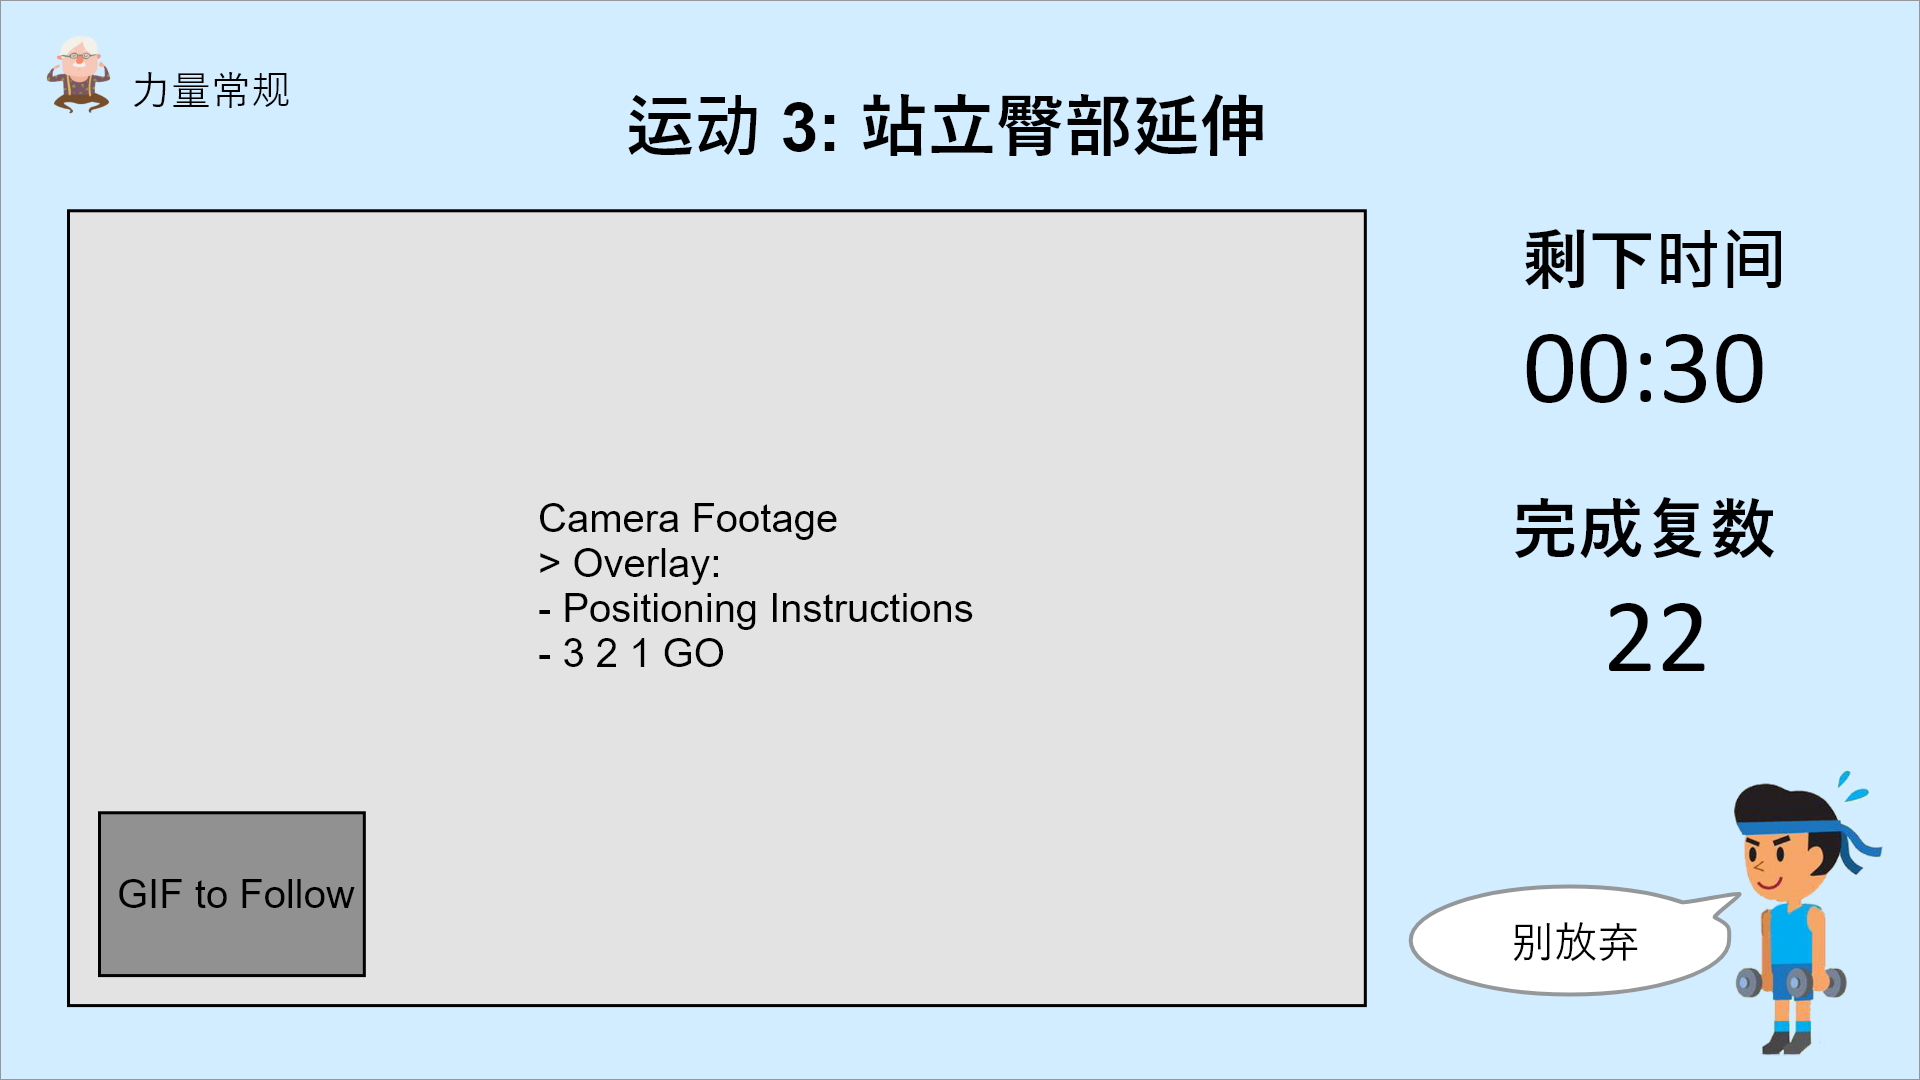 力量常规
运动 3: 站立臀部延伸
剩下时间
00:30
完成复数
22
Camera Footage
> Overlay:
- Positioning Instructions
- 3 2 1 GO
GIF to Follow
别放弃